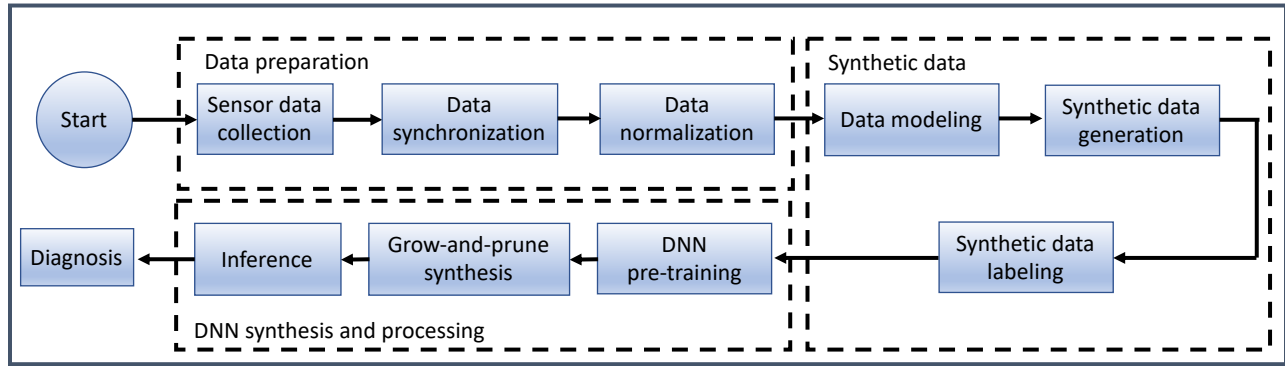 Data preparation
Synthetic data
Start
Sensor data
collection
Data
synchronization
Data
normalization
Data modeling
Synthetic data
generation
Synthetic data
labeling
DNN
pre-training
Grow-and-prune
synthesis
Inference
Diagnosis
DNN synthesis and processing